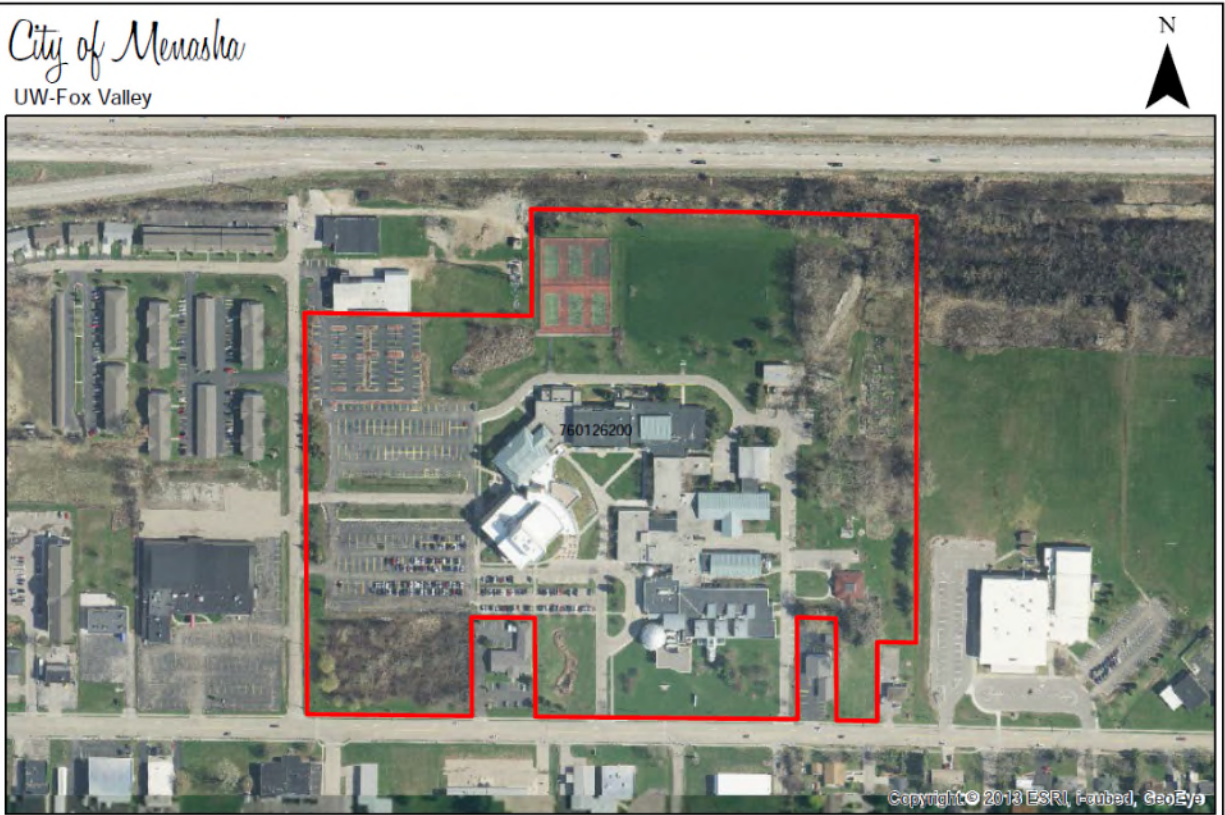 City of Menasha
UW-Fox Valley
N
760126200
Copyright © 2013 ESRI, i-cubed, GeoEye